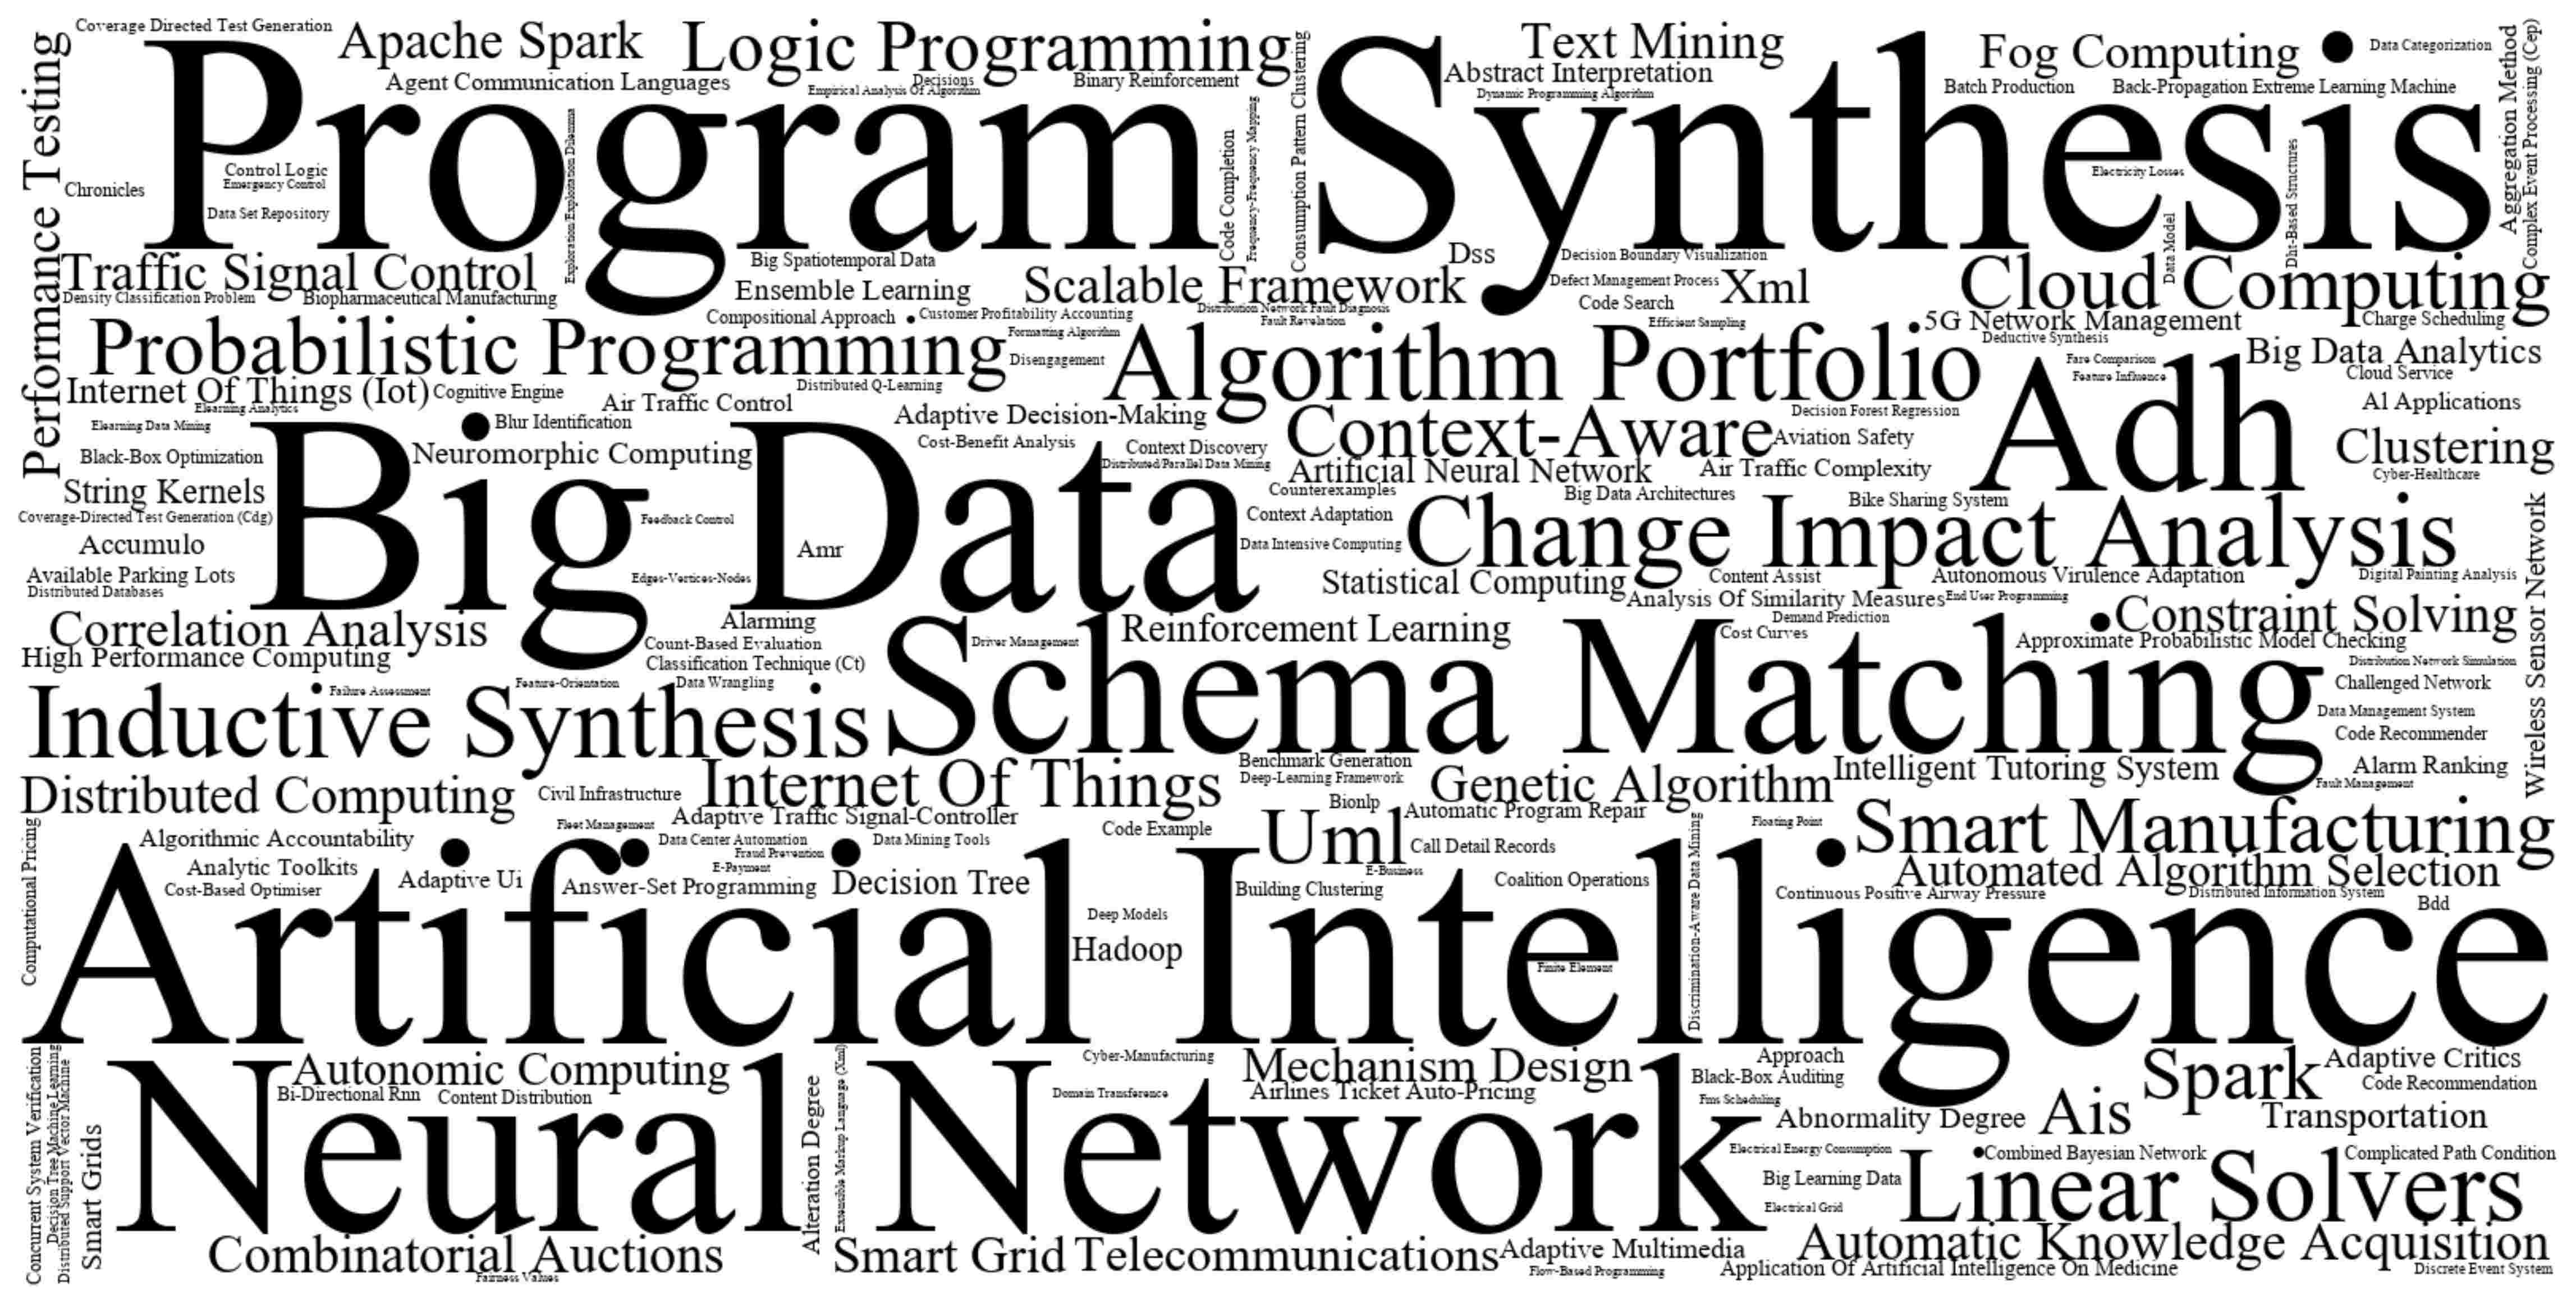 Coverage Directed Test Generation
Apache Spark
Logic Programming
Text Mining
Fog Computing
Data Categorization
Agent Communication Languages
Decisions
Binary Reinforcement
Empirical Analysis Of Algorithm
Abstract Interpretation
Dynamic Programming Algorithm
Batch Production
Back-Propagation Extreme Learning Machine
Performance Testing
Program Synthesis
Consumption Pattern Clustering
Aggregation Method
Complex Event Processing (Cep)
Code Completion
Frequency-Frequency Mapping
Exploration Exploitation Dilemma
Control Logic
Emergency Control
Chronicles
Data Set Repository
Electricity Losses
Dht-Based Structures
Data Model
Traffic Signal Control
Density Classification Problem
Biopharmaceutical Manufacturing
Big Spatiotemporal Data
Ensemble Learning
Compositional Approach
Customer Profitability Accounting
Scalable Framework
Distribution Network Fault Diagnosis
Fault Revelation
Dss
Decision Boundary Visualization
Defect Management Process
Code Search
Xml
Efficient Sampling
Cloud Computing
5G Network Management
Charge Scheduling
Deductive Synthesis
Probabilistic Programming
Formatting Algorithm
Disengagement
Algorithm Portfolio
Fare Comparison
Feature Influence
Big Data Analytics
Cloud Service
Internet Of Things (Iot)
Cognitive Engine
Distributed Q-Learning
Air Traffic Control
Elearning Analytics
Elearning Data Mining
Blur Identification
Adaptive Decision-Making
Context-Aware
Decision Forest Regression
Adh
AI Applications
Black-Box Optimization
Neuromorphic Computing
Cost-Benefit Analysis
Context Discovery
Distributed/Parallel Data Mining
Aviation Safety
Artificial Neural Network
Air Traffic Complexity
Clustering
Cyber-Healthcare
String Kernels
Big Data
Counterexamples
Big Data Architectures
Bike Sharing System
Coverage-Directed Test Generation (Cdg)
Feedback Control
Context Adaptation
Change Impact Analysis
Accumulo
Amr
Data Intensive Computing
Available Parking Lots
Edges-Vertices-Nodes
Distributed Databases
Statistical Computing
Content Assist
Autonomous Virulence Adaptation
Digital Painting Analysis
Analysis Of Similarity Measures
End User Programming
Wireless Sensor Network
Correlation Analysis
Alarming
Driver Management
Reinforcement Learning
Demand Prediction
Cost Curves
Constraint Solving
High Performance Computing
Count-Based Evaluation
Classification Technique (Ct)
Approximate Probabilistic Model Checking
Distribution Network Simulation
Schema Matching
Failure Assessment
Feature-Orientation
Data Wrangling
Challenged Network
Inductive Synthesis
Data Management System
Code Recommender
Benchmark Generation
Deep-Learning Framework
Internet Of Things
Genetic Algorithm
Intelligent Tutoring System
Alarm Ranking
Fault Management
Distributed Computing
Civil Infrastructure
Bionlp
Adaptive Traffic Signal-Controller
Automatic Program Repair
Fleet Management
Code Example
Uml
Floating Point
Smart Manufacturing
Computational Pricing
Algorithmic Accountability
Data Center Automation
Data Mining Tools
Fraud Prevention
Call Detail Records
Discrimination-Aware Data Mining
Analytic Toolkits
E-Payment
E-Business
Automated Algorithm Selection
Cost-Based Optimiser
Adaptive Ui
Answer-Set Programming
Decision Tree
Building Clustering
Coalition Operations
Continuous Positive Airway Pressure
Distributed Information System
Bdd
Artificial Intelligence
Deep Models
Hadoop
Finite Element
Concurrent System Verification
Decision Tree Machine Learning
Distributed Support Vector Machine
Smart Grids
Autonomic Computing
Bi-Directional Rnn
Content Distribution
Alteration Degree
Extensible Markup Language (Xml)
Cyber-Manufacturing
Mechanism Design
Approach
Black-Box Auditing
Spark
Adaptive Critics
Code Recommendation
Domain Transference
Airlines Ticket Auto-Pricing
Fms Scheduling
Abnormality Degree
Ais
Transportation
Neural Network
Electrical Energy Consumption
Combined Bayesian Network
Complicated Path Condition
Big Learning Data
Linear Solvers
Electrical Grid
Combinatorial Auctions
Fairness Values
Smart Grid
Telecommunications
Adaptive Multimedia
Flow-Based Programming
Automatic Knowledge Acquisition
Application Of Artificial Intelligence On Medicine
Discrete Event System